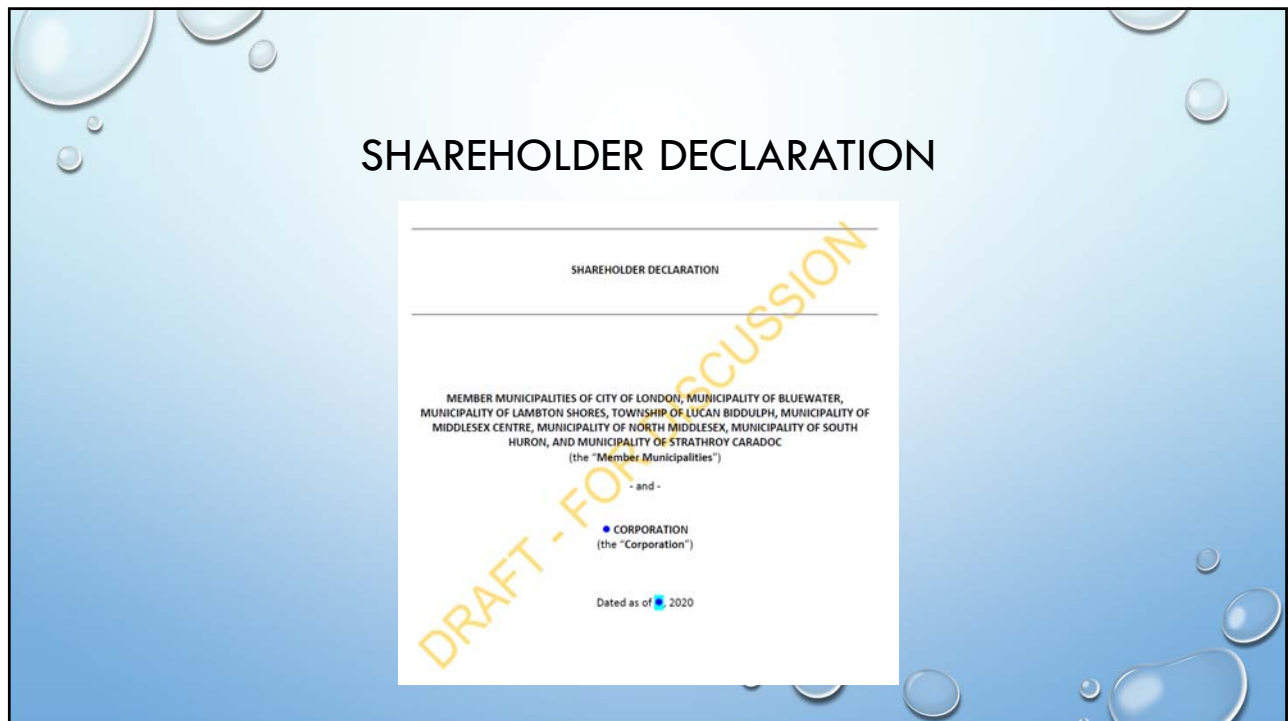 SHAREHOLDER DECLARATION
SHAREHOLDER DECLARATION
MEMBER MUNICIPALITIES OF CITY OF LONDON, MUNICIPALITY OF BLUEWATER,
MUNICIPALITY OF LAMBTON SHORES, TOWNSHIP OF LUCAN BIDDULPH, MUNICIPALITY OF
MIDDLESEX CENTRE, MUNICIPALITY OF NORTH MIDDLESEX, MUNICIPALITY OF SOUTH
HURON, AND MUNICIPALITY OF STRATHROY CARADOC
(the "Member Municipalities")
- and -
● CORPORATION
(the "Corporation")
Dated as of ●, 2020
DRAFT - FOR DISCUSSION